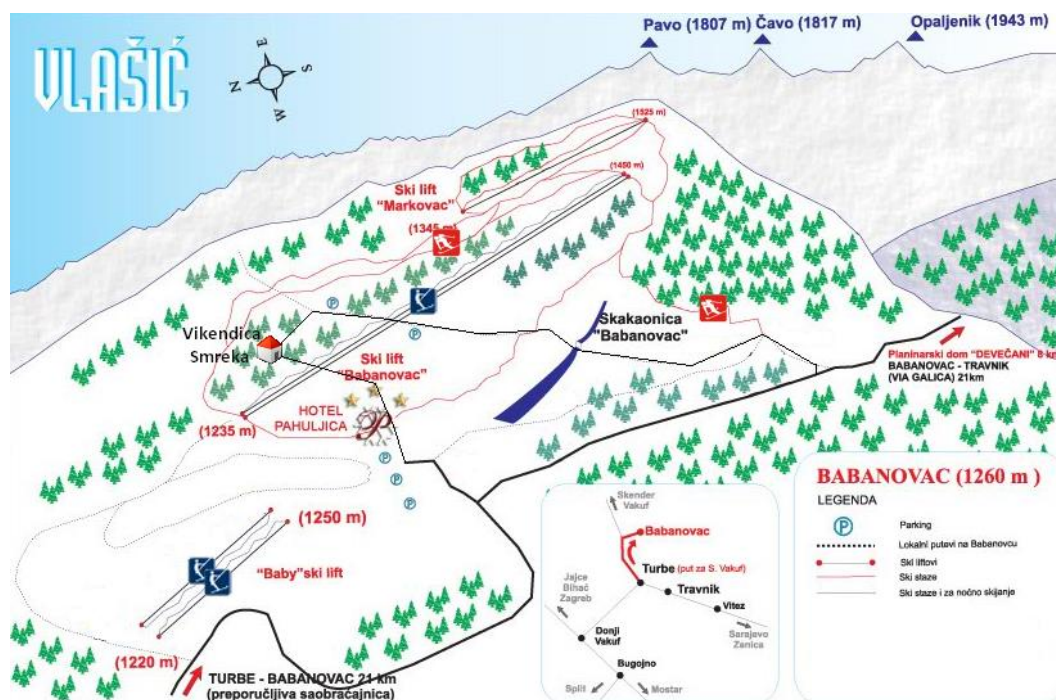 VLAŠIĆ
E
S
N
W
Pavo (1807 m)
Čavo (1817 m)
Opaljenik (1943 m)
(1525 m)
(1450 m)
Ski lift
"Markovac"
(1345 m)
Vikendica
Smreka
P
P
Ski lift
"Babanovac"
Skakaonica
"Babanovac"
HOTEL
PAHULJICA
(1235 m)
P
P
P
Planinarski dom "DEVEČANI" 8 km
BABANOVAC - TRAVNIK
(VIA GALICA) 21km
(1250 m)
"Baby"ski lift
(1220 m)
TURBE - BABANOVAC 21 km
(preporučljiva saobraćajnica)
Skender
Vakuf
Babanovac
Turbe (put za S. Vakuf)
Jajce
Bihać
Zagreb
Travnik
Vitez
Sarajevo
Zenica
Donji
Vakuf
Bugojno
Split
Mostar
BABANOVAC (1260 m )
LEGENDA
P
Parking
Lokalni putevi na Babanovcu
Ski liftovi
Ski staze
Ski staze i za noćno skijanje